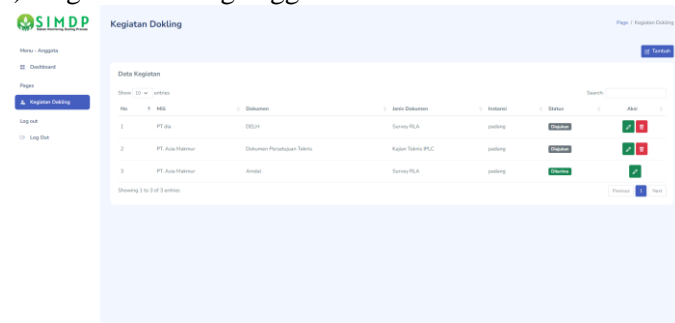 SIMDP
Kegiatan Dokling
Page / Kegiatan Dokling
Menu - Anggota
Dashboard
Pages
Kegiatan Dokling
Log out
Log Out
Tambah
Data Kegiatan
Show 10 entries
Search:
No. Milik Dokumen Jenis Dokumen Instansi Status Aksi
1 PT dia DELH Survey RLA padang Diajukan
2 PT. Asia Makmur Dokumen Persetujuan Teknis Kajian Teknis IPLC padang Diajukan
3 PT. Asia Makmur Amdal Survey RLA padang Diterima
Showing 1 to 3 of 3 entries
Previous 1 Next